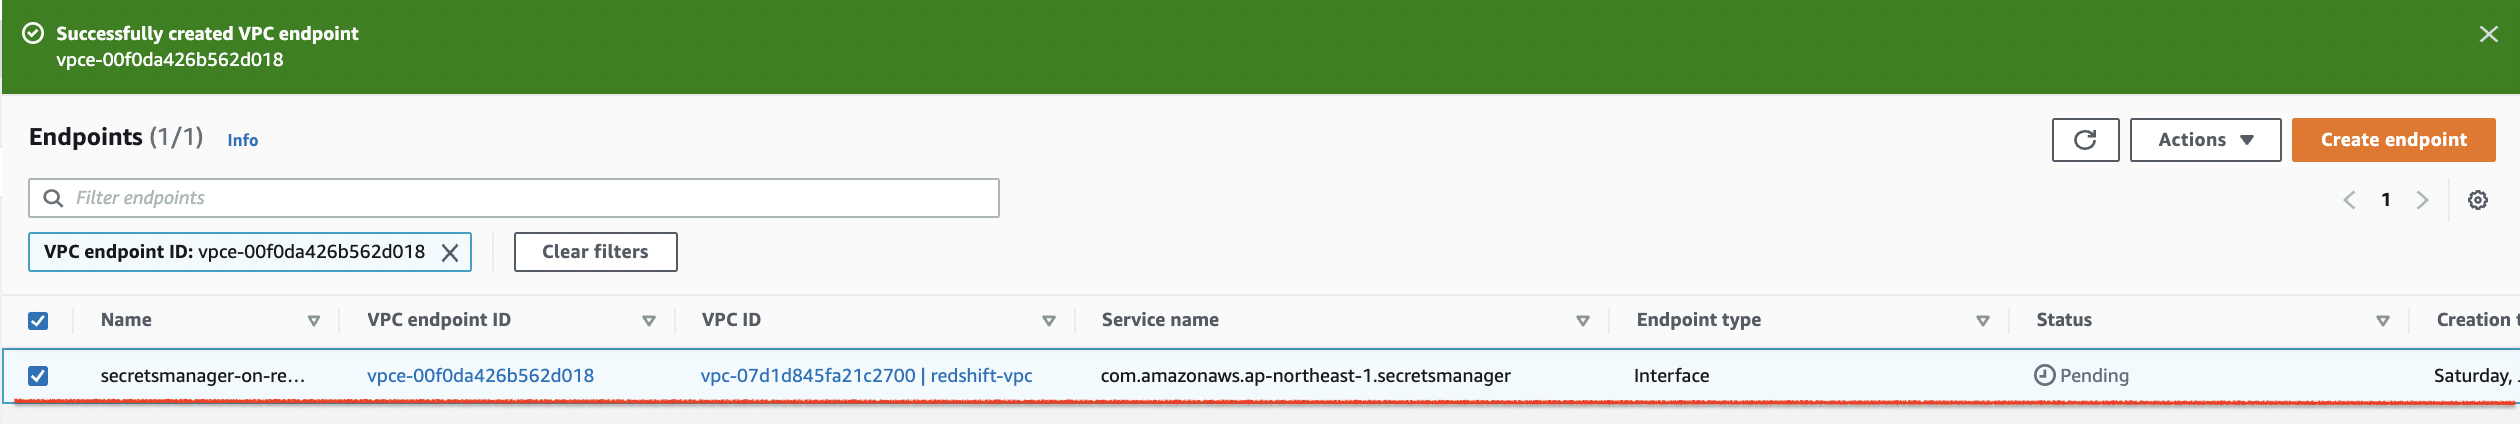 Successfully created VPC endpoint
vpce-00f0da426b562d018
Endpoints (1/1) Info
Actions
Create endpoint
Filter endpoints
1
VPC endpoint ID: vpce-00f0da426b562d018
Clear filters
Name VPC endpoint ID VPC ID Service name Endpoint type Status Creation t
secretsmanager-on-re... vpce-00f0da426b562d018 vpc-07d1d845fa21c2700 | redshift-vpc com.amazonaws.ap-northeast-1.secretsmanager Interface Pending Saturday,